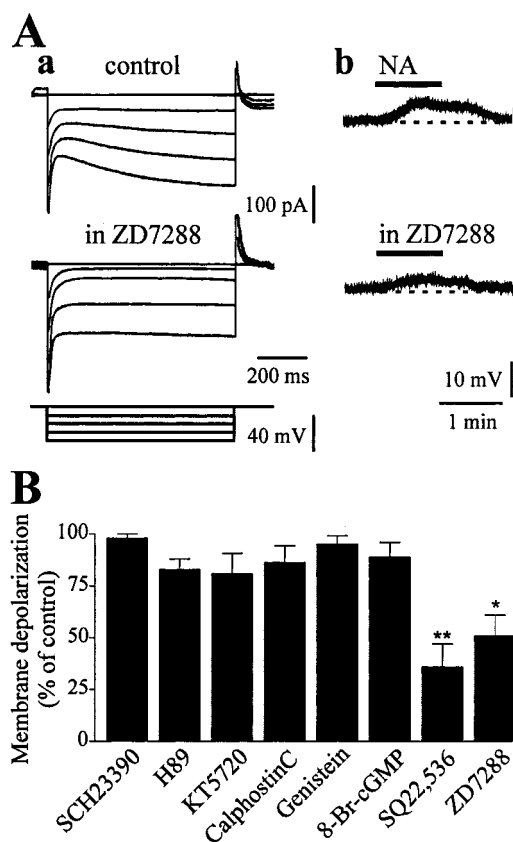 A
a
control
b
NA
100 pA
in ZD7288
in ZD7288
200 ms
10 mV
1 min
40 mV
B
Membrane depolarization
(% of control)
100
75
50
25
0
**
*
SCH23390
H89
KT5720
CalphostinC
Genistein
8-Br-cGMP
SQ22,536
ZD7288